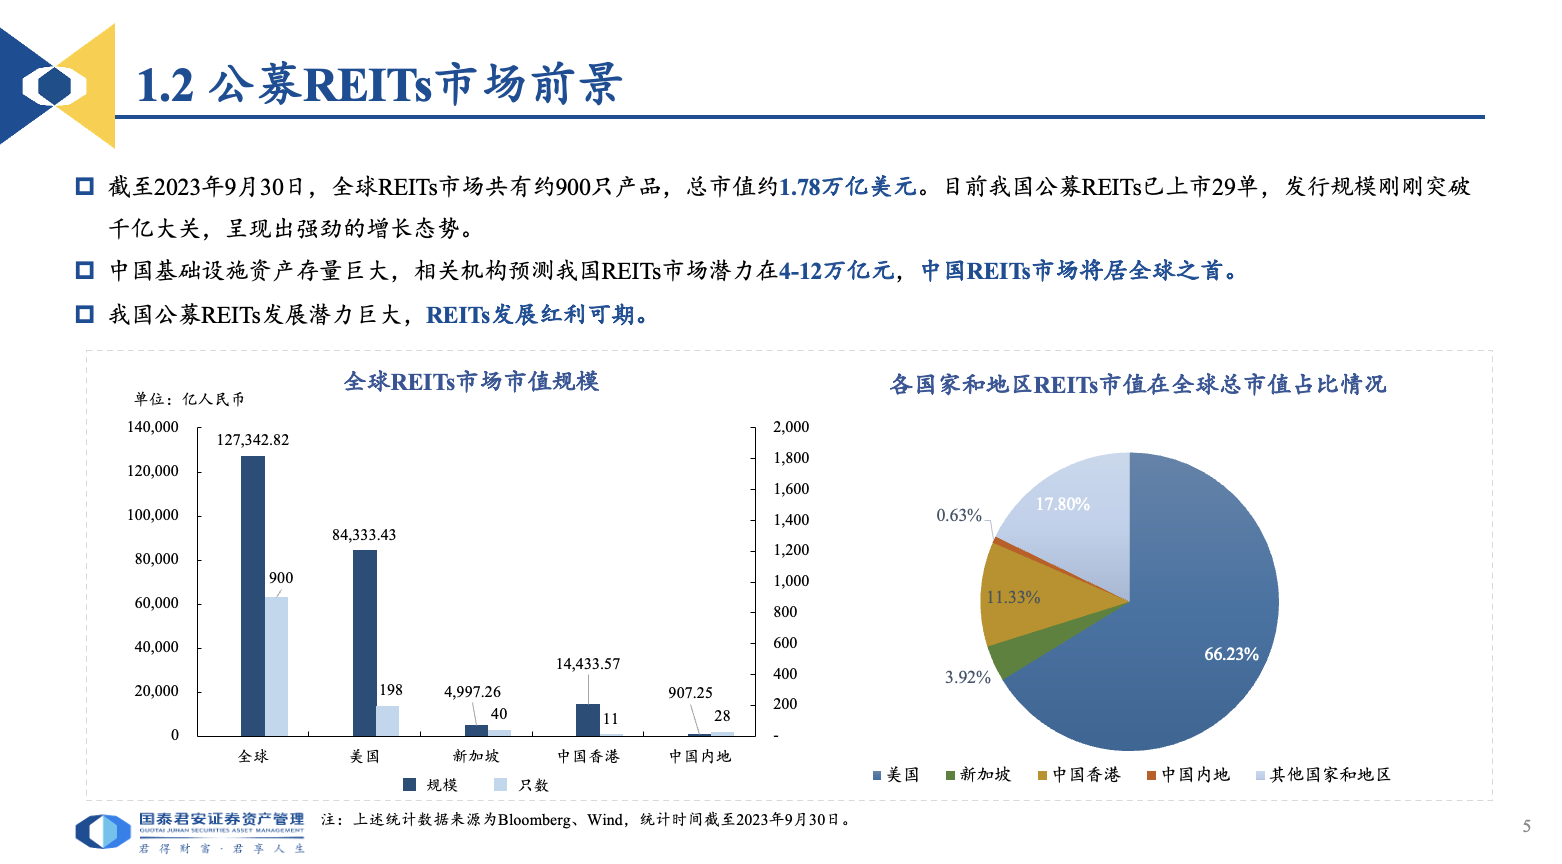 1.2 公募REITs市场前景
截至2023年9月30日，全球REITs市场共有约900只产品，总市值约1.78万亿美元。目前我国公募REITs已上市29单，发行规模刚刚突破
千亿大关，呈现出强劲的增长态势。
中国基础设施资产存量巨大，相关机构预测我国REITs市场潜力在4-12万亿元，中国REITs市场将居全球之首。
我国公募REITs发展潜力巨大，REITs发展红利可期。
全球REITs市场市值规模
单位：亿人民币
140,000
120,000
100,000
80,000
60,000
40,000
20,000
0
127,342.82
900
84,333.43
198
4,997.26
40
14,433.57
11
907.25
28
2,000
1,800
1,600
1,400
1,200
1,000
800
600
400
200
-
全球 美国 新加坡 中国香港 中国内地
规模 只数
各国家和地区REITs市值在全球总市值占比情况
17.80%
0.63%
11.33%
3.92%
66.23%
美国 新加坡 中国香港 中国内地 其他国家和地区
国泰君安证券资产管理
GUOTAI JUNAN SECURITIES ASSET MANAGEMENT
君得财富·君享人生
注：上述统计数据来源为Bloomberg、Wind，统计时间截至2023年9月30日。
5